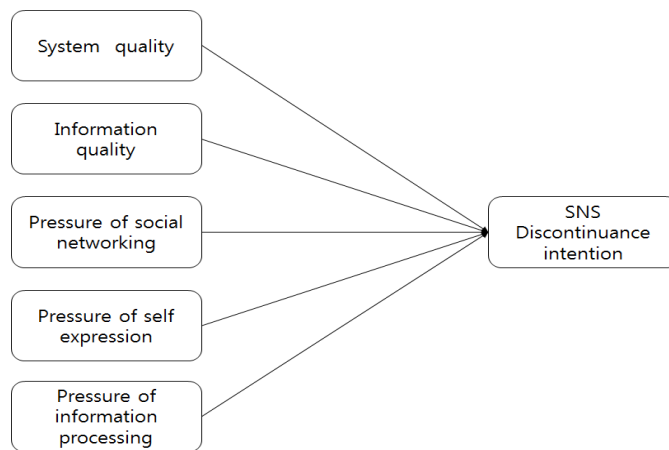 System quality
Information
quality
Pressure of social
networking
Pressure of self
expression
Pressure of
information
processing
SNS
Discontinuance
intention